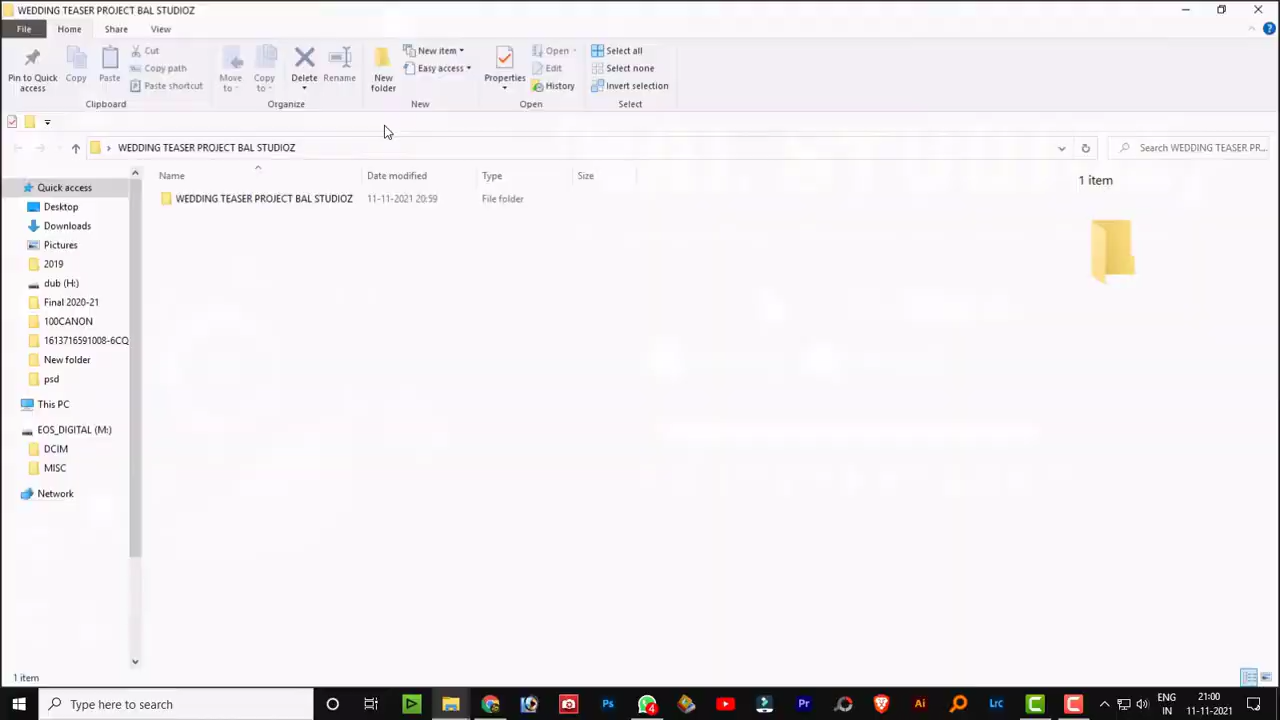 WEDDING TEASER PROJECT BAL STUDIOZ
File Home Share View
Pin to Quick access
Copy
Paste
Cut
Copy path
Paste shortcut
Clipboard
Move to
Copy to
Delete
Rename
Organize
New folder
New item
Easy access
New
Properties
Open
Edit
History
Open
Select all
Select none
Invert selection
Select
WEDDING TEASER PROJECT BAL STUDIOZ
Search WEDDING TEASER PR...
Name Date modified Type Size
WEDDING TEASER PROJECT BAL STUDIOZ 11-11-2021 20:59 File folder
1 item
Quick access
Desktop
Downloads
Pictures
2019
dub (H:)
Final 2020-21
100CANON
1613716591008-6CQ
New folder
psd
This PC
EOS_DIGITAL (M:)
DCIM
MISC
Network
1 item
Type here to search
Ps
4
Pr
Ai
Lrc
ENG
IN
21:00
11-11-2021